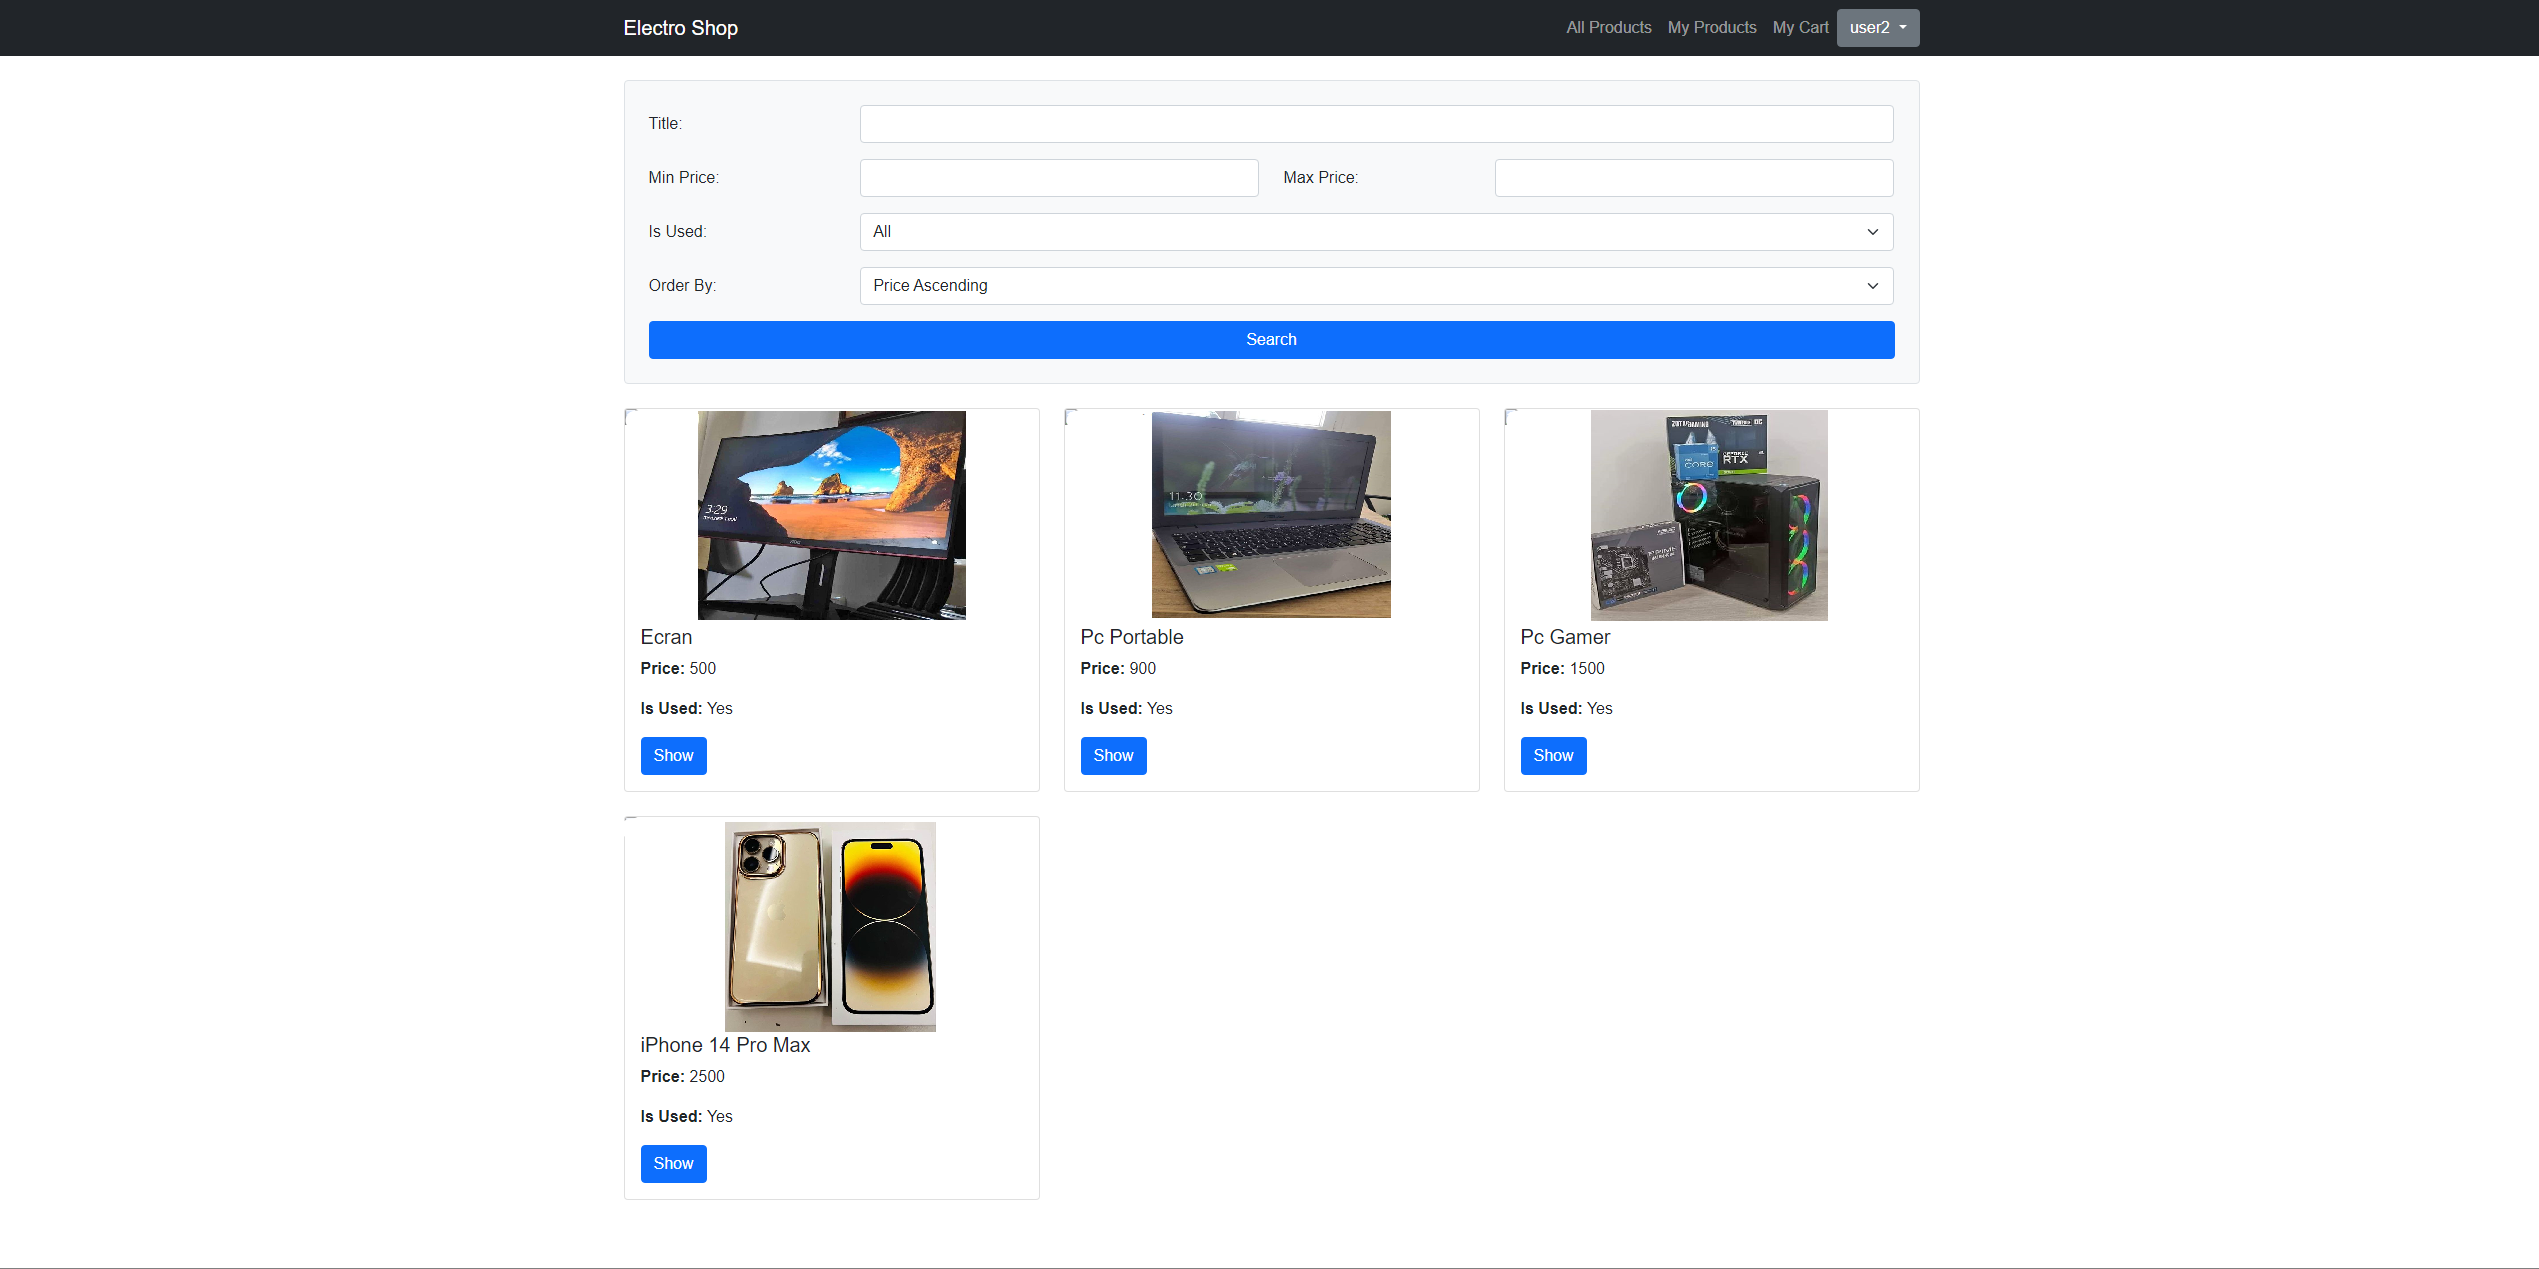 Electro Shop
All Products My Products My Cart user2
Title:
Min Price: Max Price:
Is Used: All
Order By: Price Ascending
Search
3:29
11:30
CORE
RTX
Ecran
Price: 500
Is Used: Yes
Show
Pc Portable
Price: 900
Is Used: Yes
Show
Pc Gamer
Price: 1500
Is Used: Yes
Show
iPhone 14 Pro Max
Price: 2500
Is Used: Yes
Show